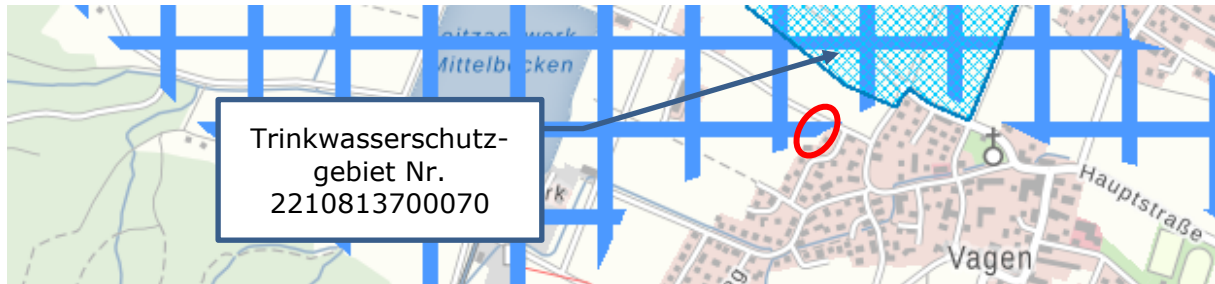 Mittelbecken
Trinkwasserschutz-
gebiet Nr.
2210813700070
Hauptstraße
Vagen